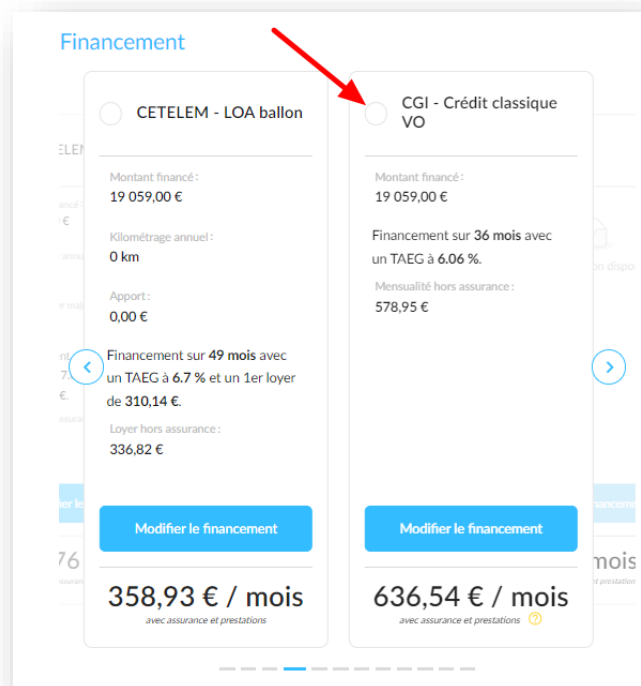 Financement
CETELEM - LOA ballon
Montant financé :
19 059,00 €
Kilométrage annuel :
0 km
Apport :
0,00 €
Financement sur 49 mois avec
un TAEG à 6.7 % et un 1er loyer
de 310,14 €.
Loyer hors assurance :
336,82 €
Modifier le financement
358,93 € / mois
avec assurance et prestations
CGI - Crédit classique
VO
Montant financé :
19 059,00 €
Financement sur 36 mois avec
un TAEG à 6.06 %.
Mensualité hors assurance :
578,95 €
Modifier le financement
636,54 € / mois
avec assurance et prestations ?